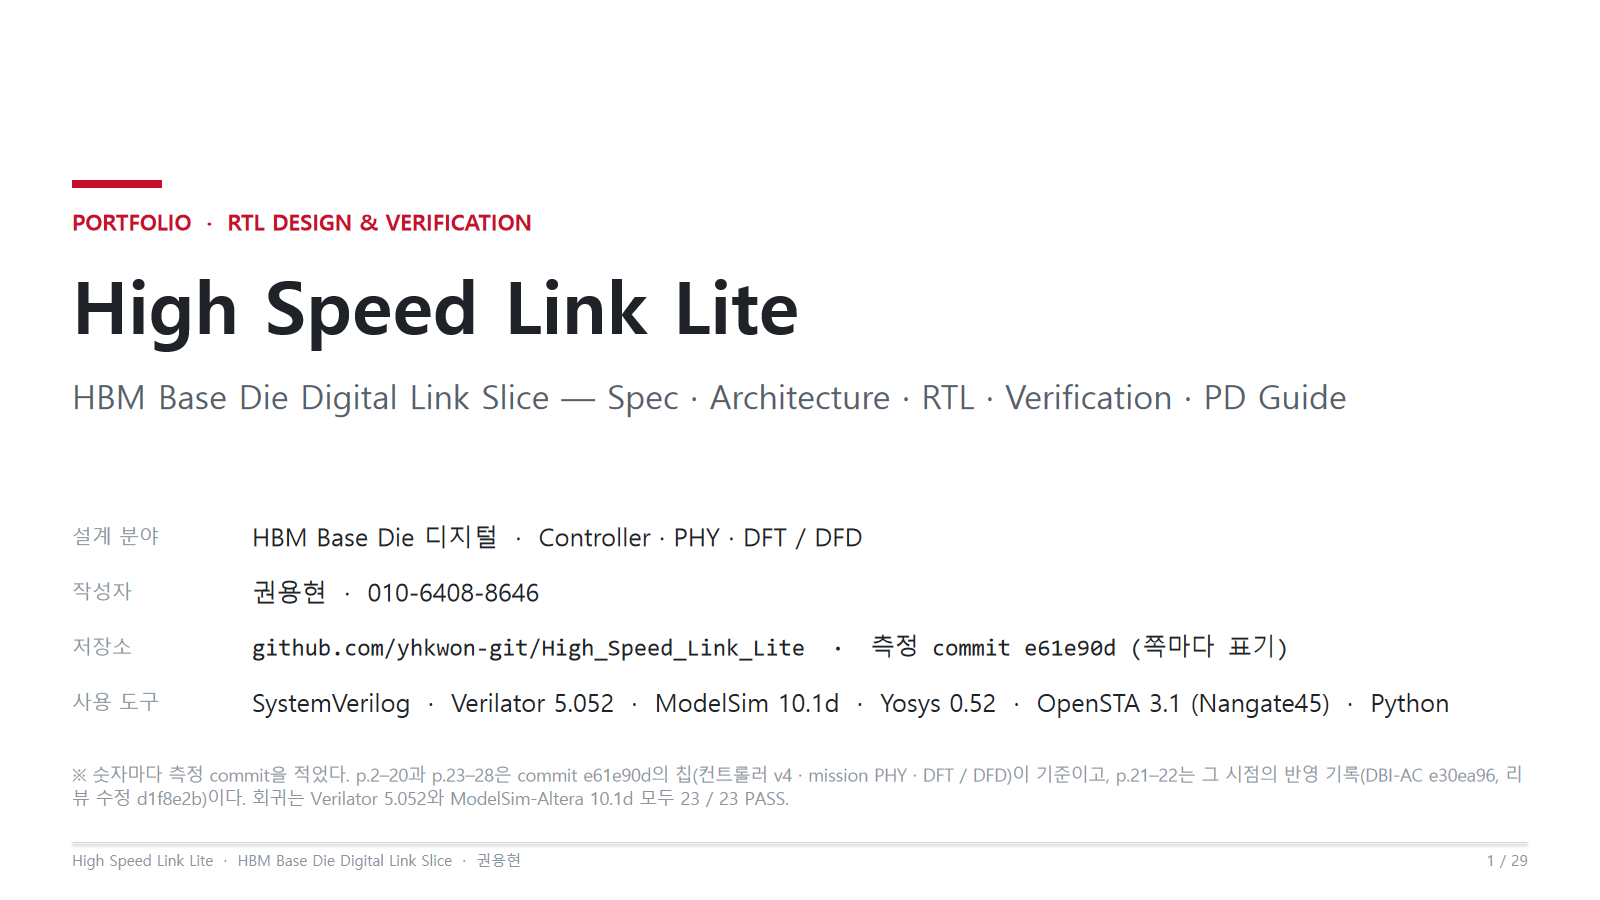 PORTFOLIO · RTL DESIGN & VERIFICATION
High Speed Link Lite
HBM Base Die Digital Link Slice — Spec · Architecture · RTL · Verification · PD Guide
설계 분야 HBM Base Die 디지털 · Controller · PHY · DFT / DFD
작성자 권용현 · 010-6408-8646
저장소 github.com/yhkwon-git/High_Speed_Link_Lite · 측정 commit e61e90d (쪽마다 표기)
사용 도구 SystemVerilog · Verilator 5.052 · ModelSim 10.1d · Yosys 0.52 · OpenSTA 3.1 (Nangate45) · Python
※ 숫자마다 측정 commit을 적었다. p.2–20과 p.23–28은 commit e61e90d의 칩(컨트롤러 v4 · mission PHY · DFT / DFD)이 기준이고, p.21–22는 그 시점의 반영 기록(DBI-AC e30ea96, 리
뷰 수정 d1f8e2b)이다. 회귀는 Verilator 5.052와 ModelSim-Altera 10.1d 모두 23 / 23 PASS.
High Speed Link Lite · HBM Base Die Digital Link Slice · 권용현 1 / 29